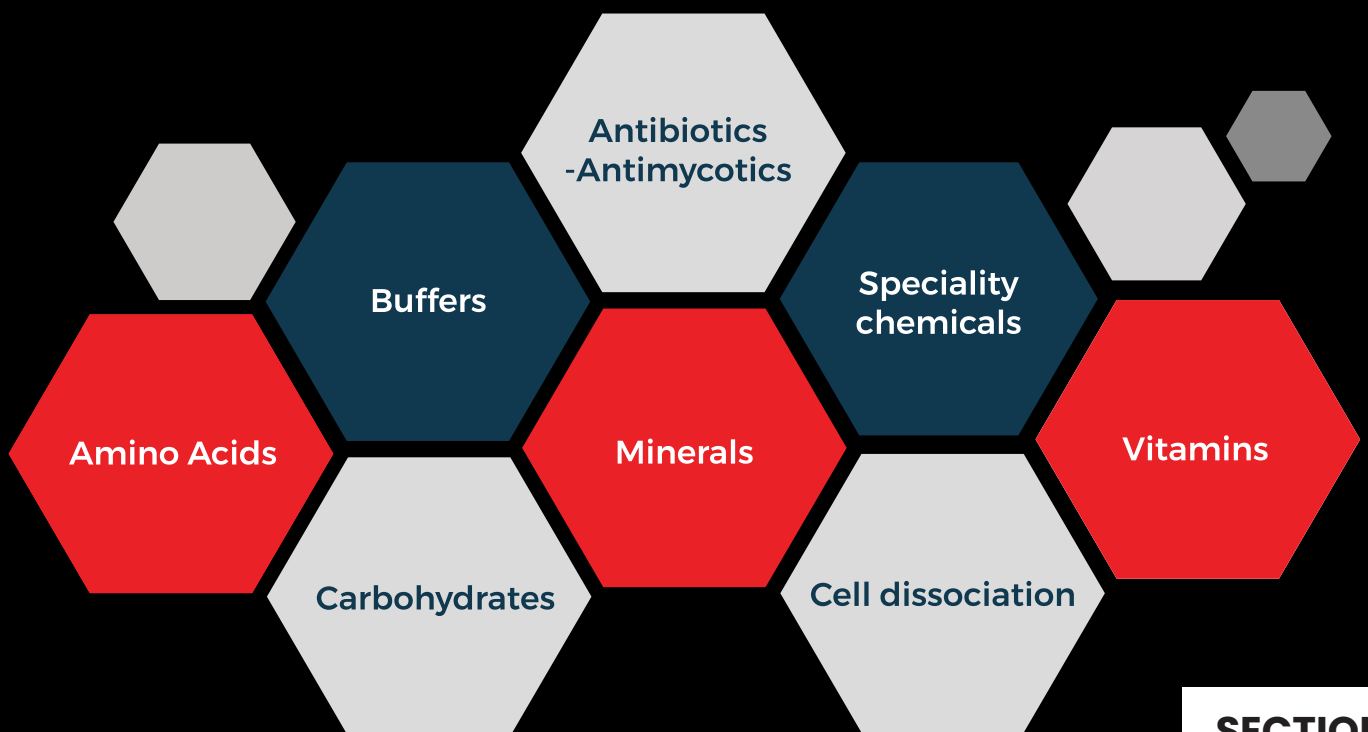 Antibiotics
-Antimycotics
Buffers
Speciality
chemicals
Amino Acids
Minerals
Vitamins
Carbohydrates
Cell dissociation